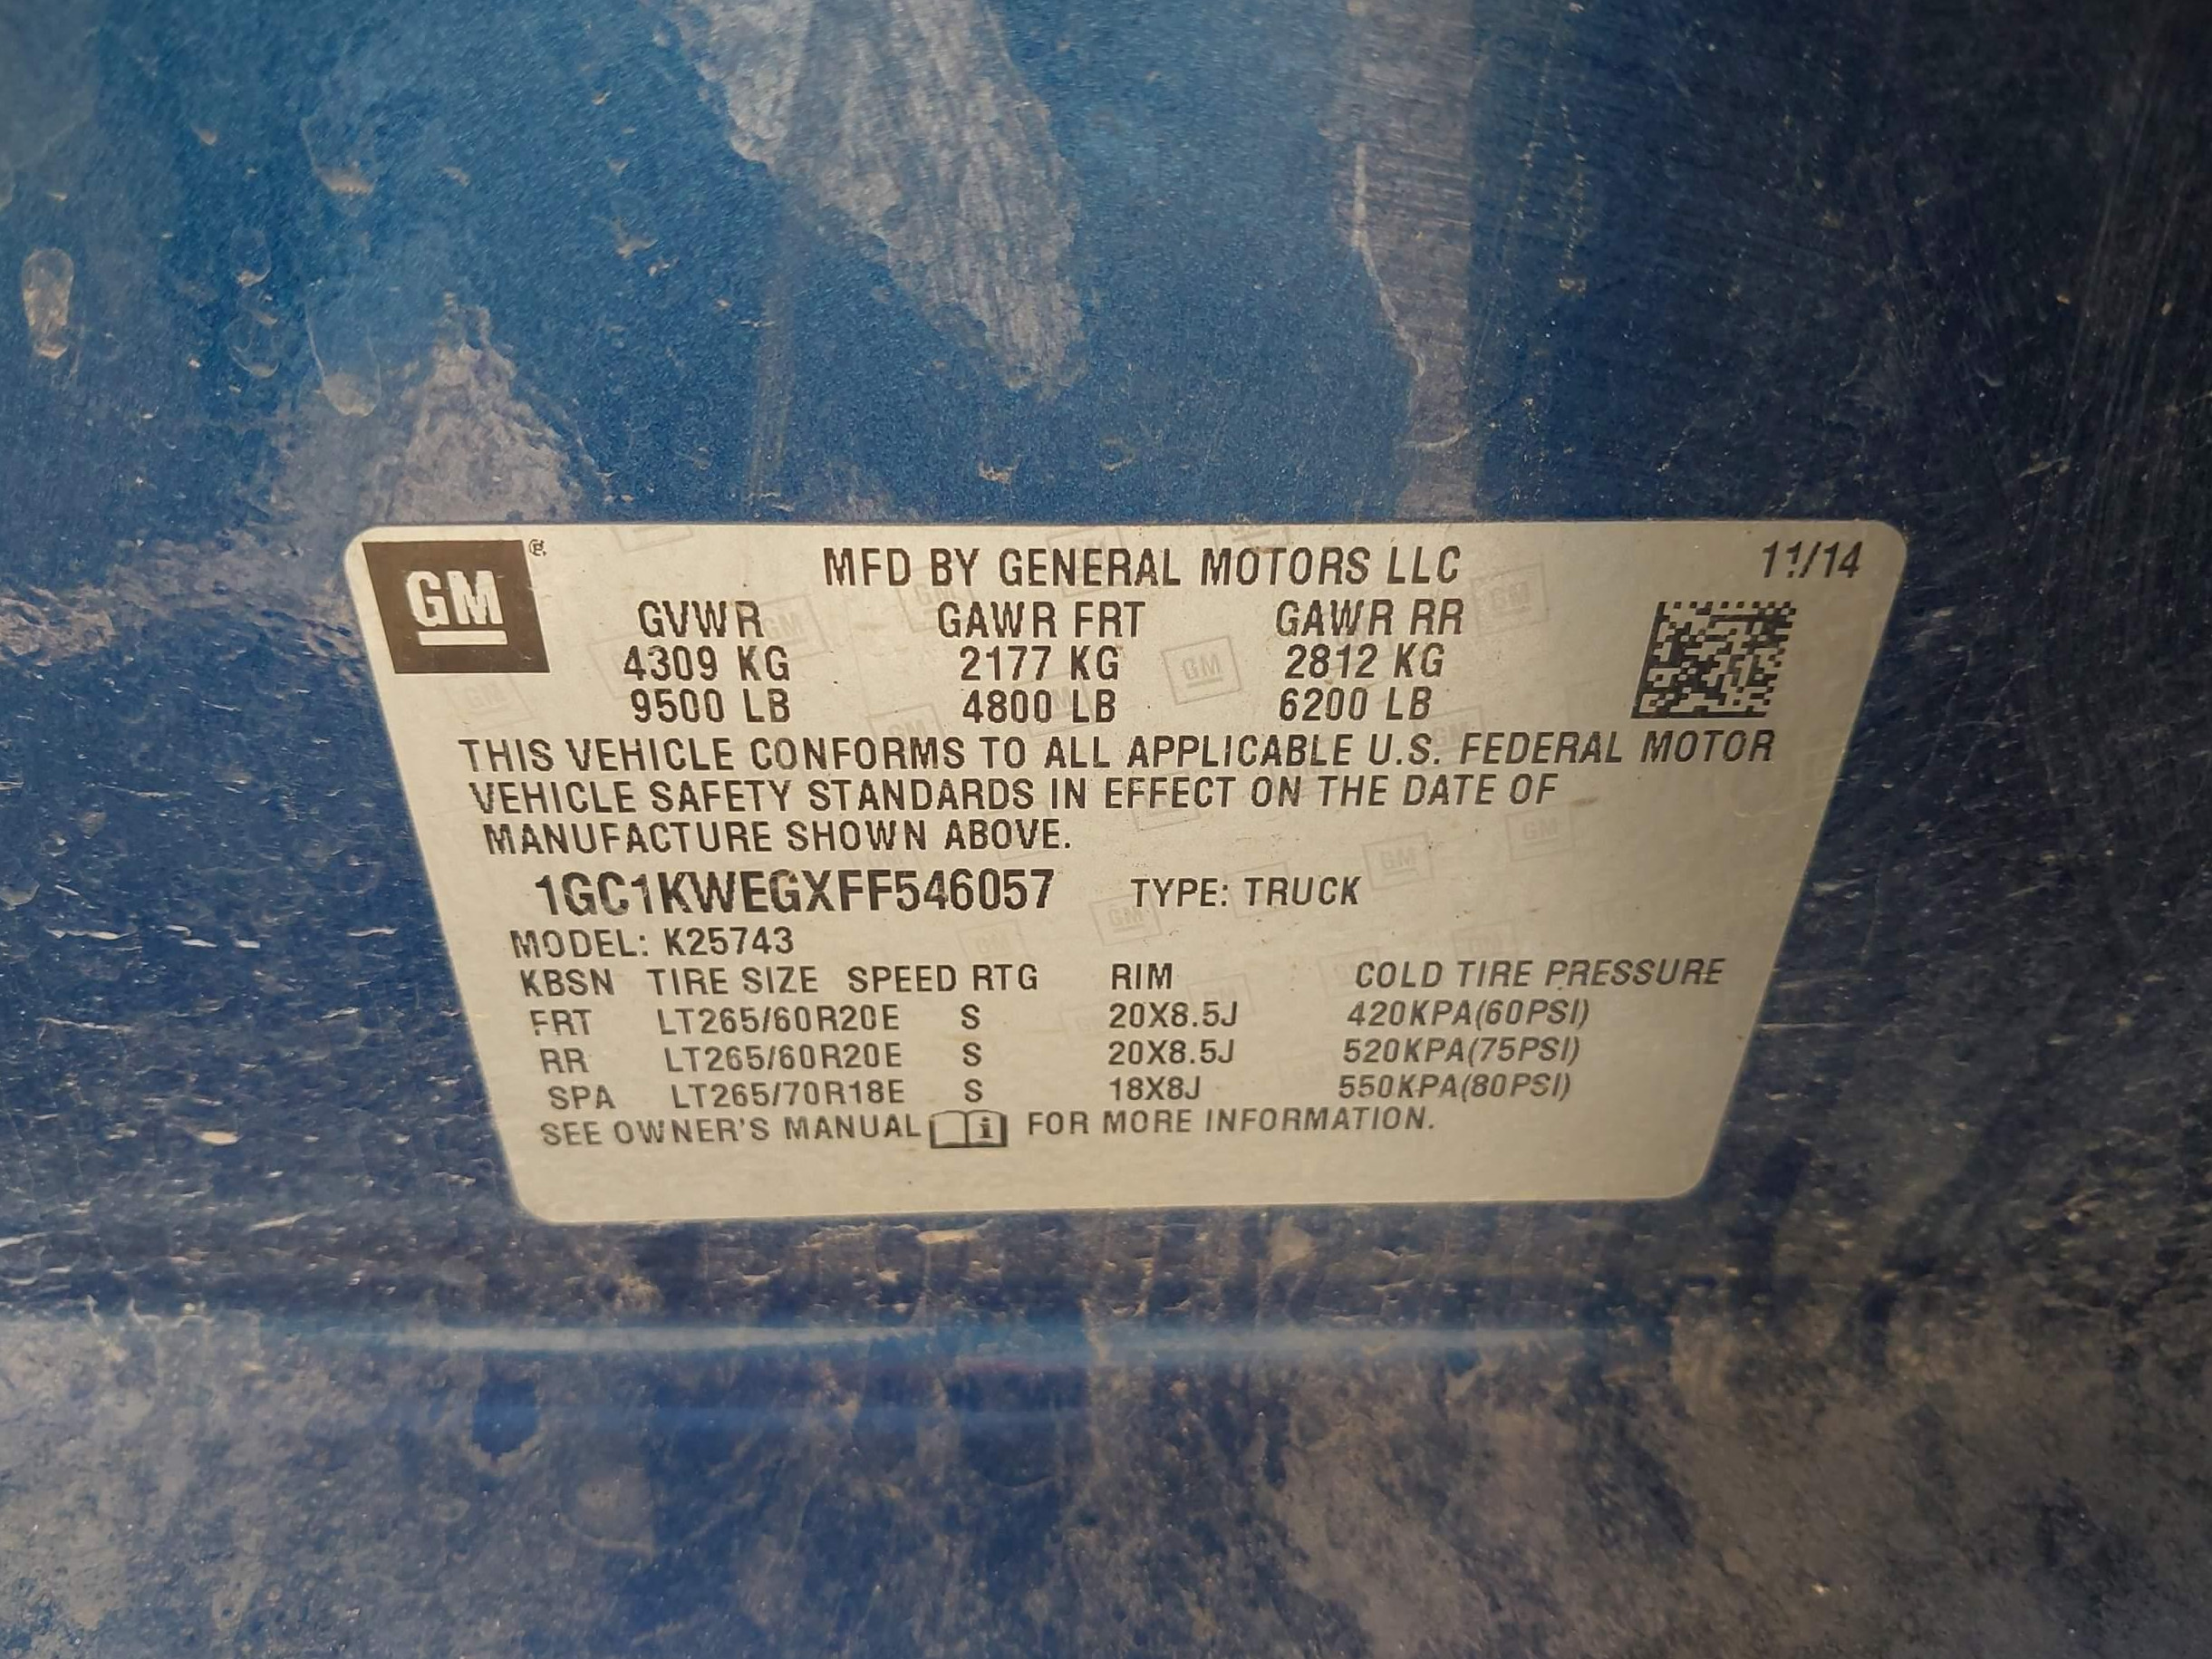 GM ®
MFD BY GENERAL MOTORS LLC 11/14
GVWR GAWR FRT GAWR RR
4309 KG 2177 KG 2812 KG
9500 LB 4800 LB 6200 LB
THIS VEHICLE CONFORMS TO ALL APPLICABLE U.S. FEDERAL MOTOR
VEHICLE SAFETY STANDARDS IN EFFECT ON THE DATE OF
MANUFACTURE SHOWN ABOVE.
1GC1KWEGXFF546057 TYPE: TRUCK
MODEL: K25743
KBSN TIRE SIZE SPEED RTG RIM COLD TIRE PRESSURE
FRT LT265/60R20E S 20X8.5J 420KPA(60PSI)
RR LT265/60R20E S 20X8.5J 520KPA(75PSI)
SPA LT265/70R18E S 18X8J 550KPA(80PSI)
SEE OWNER'S MANUAL i FOR MORE INFORMATION.